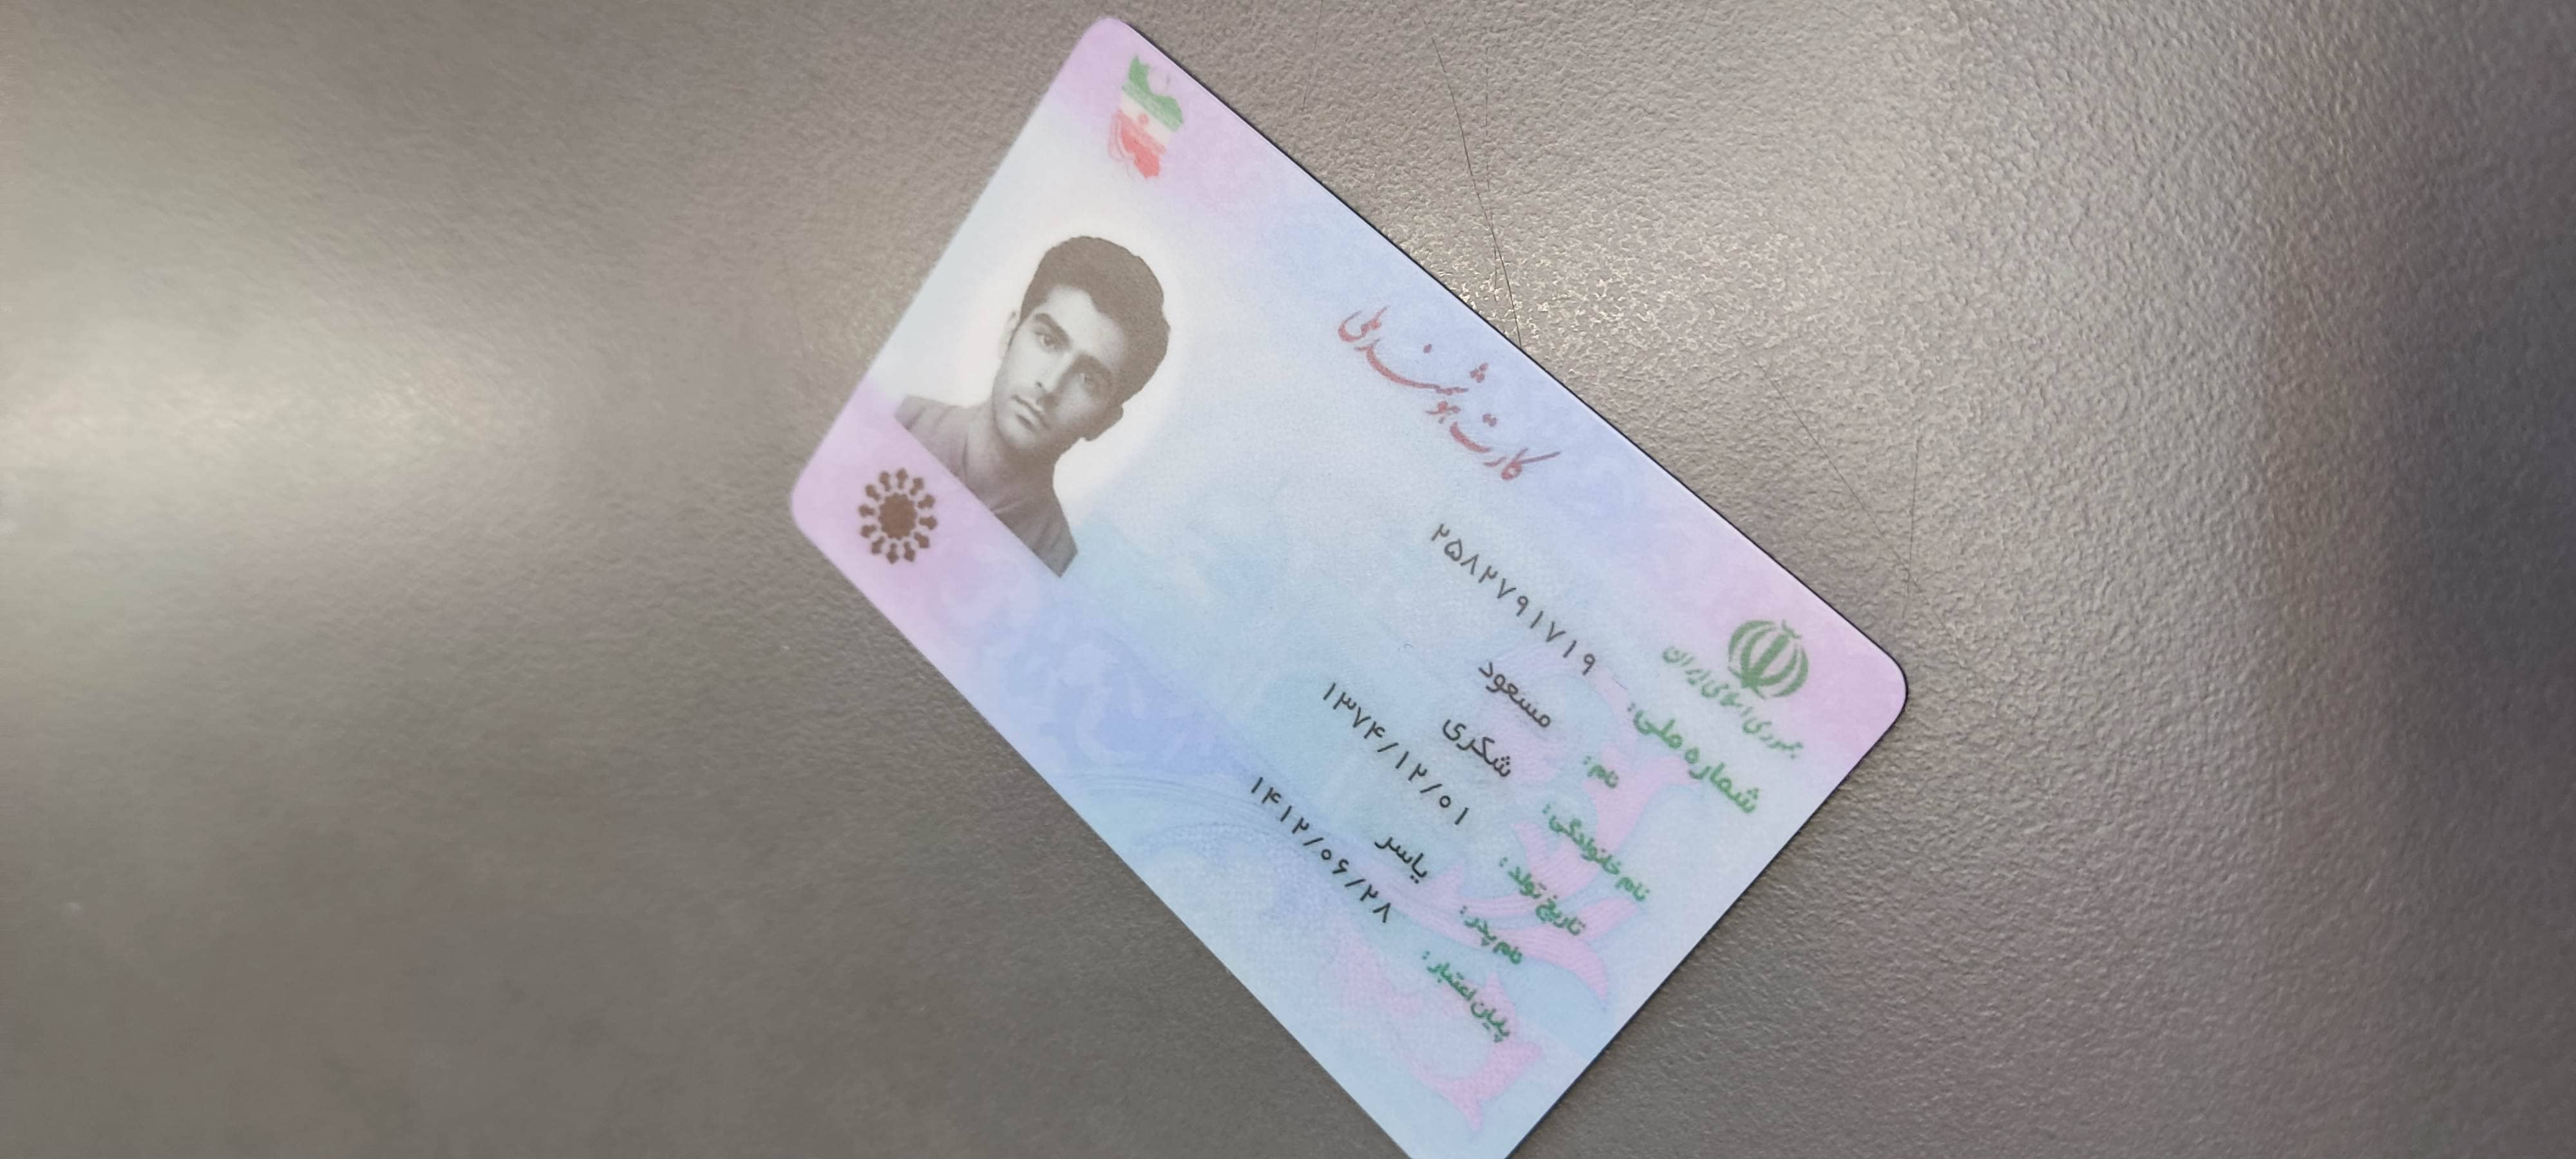 کارت هوشمند ملی
جمهوری اسلامی ایران
شماره ملی: ۲۵۸۲۷۹۱۷۱۹
نام: مسعود
نام خانوادگی: شکری
تاریخ تولد: ۱۳۷۴/۱۲/۰۱
نام پدر: یاسر
پایان اعتبار: ۱۴۱۲/۰۶/۲۸